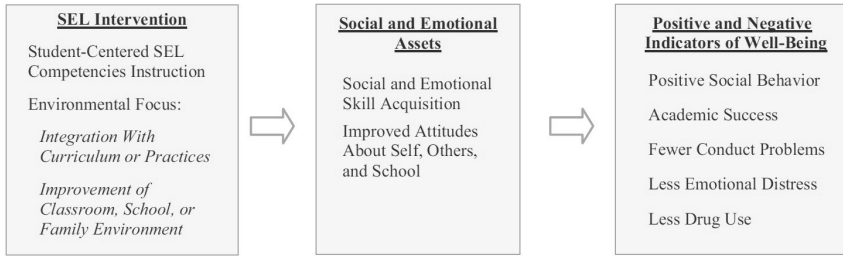 SEL Intervention
Student-Centered SEL
Competencies Instruction
Environmental Focus:
Integration With
Curriculum or Practices
Improvement of
Classroom, School, or
Family Environment
Social and Emotional
Assets
Social and Emotional
Skill Acquisition
Improved Attitudes
About Self, Others,
and School
Positive and Negative
Indicators of Well-Being
Positive Social Behavior
Academic Success
Fewer Conduct Problems
Less Emotional Distress
Less Drug Use